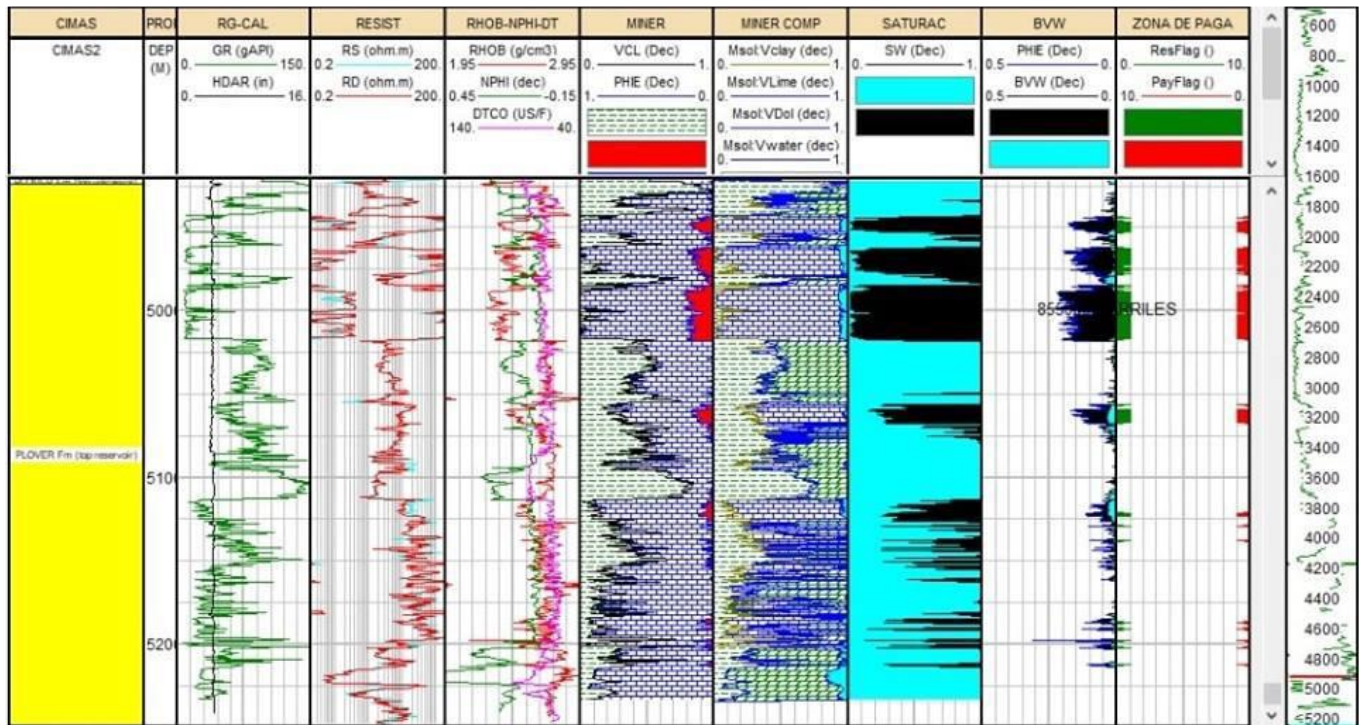 CIMAS PRO RG-CAL RESIST RHOB-NPHI-DT MINER MINER COMP SATURAC BVW ZONA DE PAGA
CIMAS2 DEP (M)
GR (gAPI)
0. 150.
HDAR (in)
0. 16.
RS (ohm.m)
0.2 200.
RD (ohm.m)
0.2 200.
RHOB (g/cm3)
1.95 2.95
NPHI (dec)
0.45 -0.15
DTCO (US/F)
140. 40.
VCL (Dec)
0. 1.
PHIE (Dec)
1. 0.
Msol:Vclay (dec)
0. 1.
Msol:VLime (dec)
0. 1.
Msol:VDol (dec)
0. 1.
Msol:Vwater (dec)
0. 1.
SW (Dec)
0. 1.
PHIE (Dec)
0.5 0.
BVW (Dec)
0.5 0.
ResFlag ()
0. 10.
PayFlag ()
10. 0.
5000
RRILES
PLOVER Fm (top reservoir)
5100
5200
600
800
1000
1200
1400
1600
1800
2000
2200
2400
2600
2800
3000
3200
3400
3600
3800
4000
4200
4400
4600
4800
5000
5200